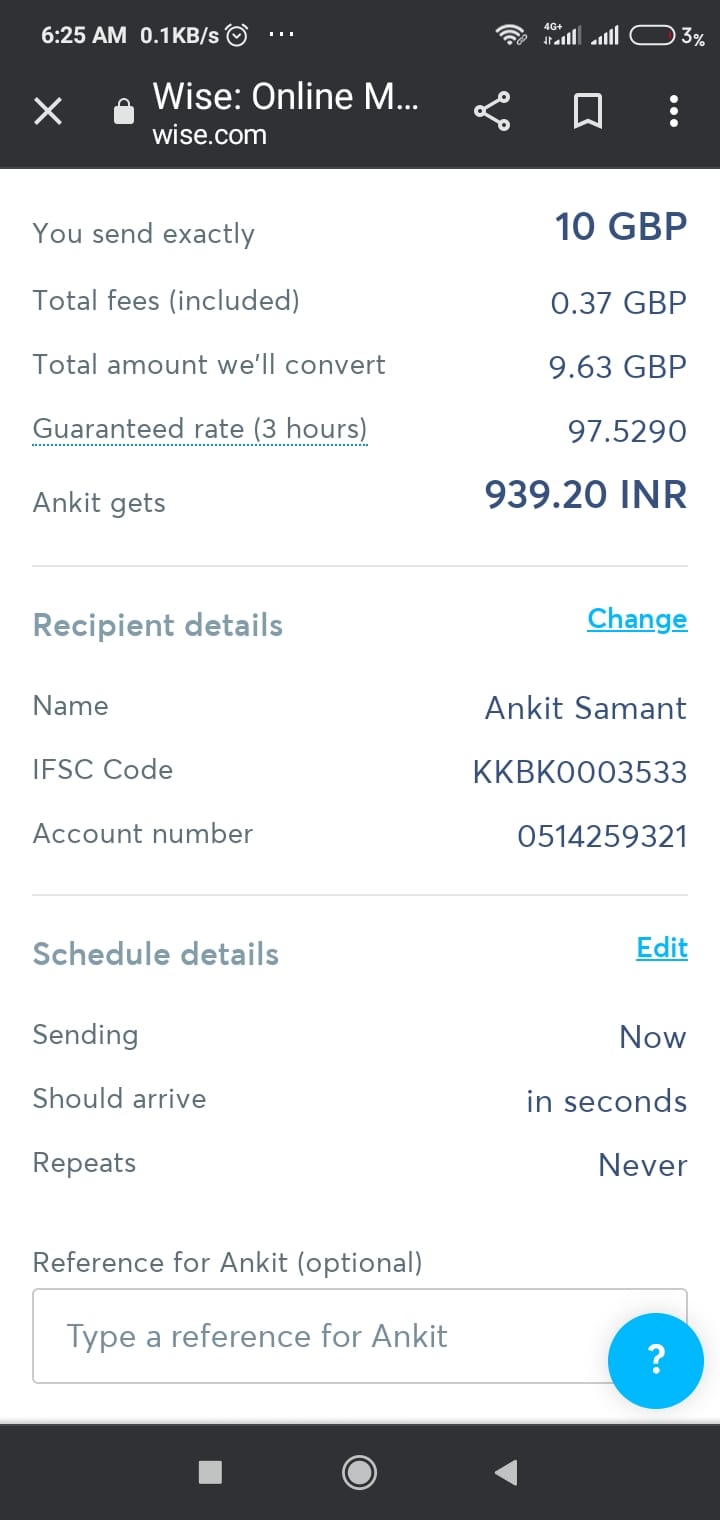 6:25 AM 0.1KB/s ... 4G+ 3%
Wise: Online M...
wise.com
You send exactly 10 GBP
Total fees (included) 0.37 GBP
Total amount we'll convert 9.63 GBP
Guaranteed rate (3 hours) 97.5290
Ankit gets 939.20 INR
Recipient details Change
Name Ankit Samant
IFSC Code KKBK0003533
Account number 0514259321
Schedule details Edit
Sending Now
Should arrive in seconds
Repeats Never
Reference for Ankit (optional)
Type a reference for Ankit
?